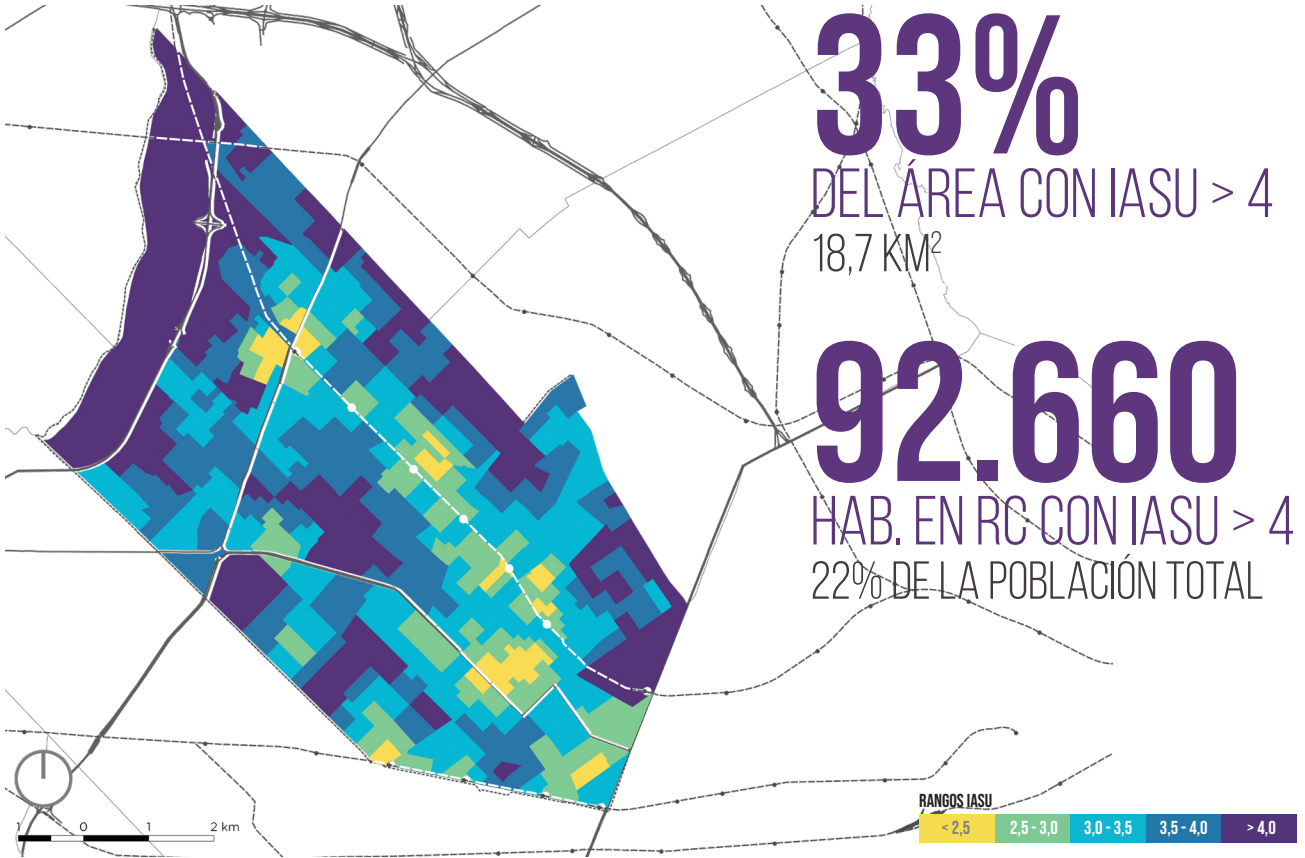 33%
DEL ÁREA CON IASU > 4
18,7 KM²
92.660
HAB. EN RC CON IASU > 4
22% DE LA POBLACIÓN TOTAL
RANGOS IASU
< 2,5 2,5 - 3,0 3,0 - 3,5 3,5 - 4,0 > 4,0
1 0 1 2 km